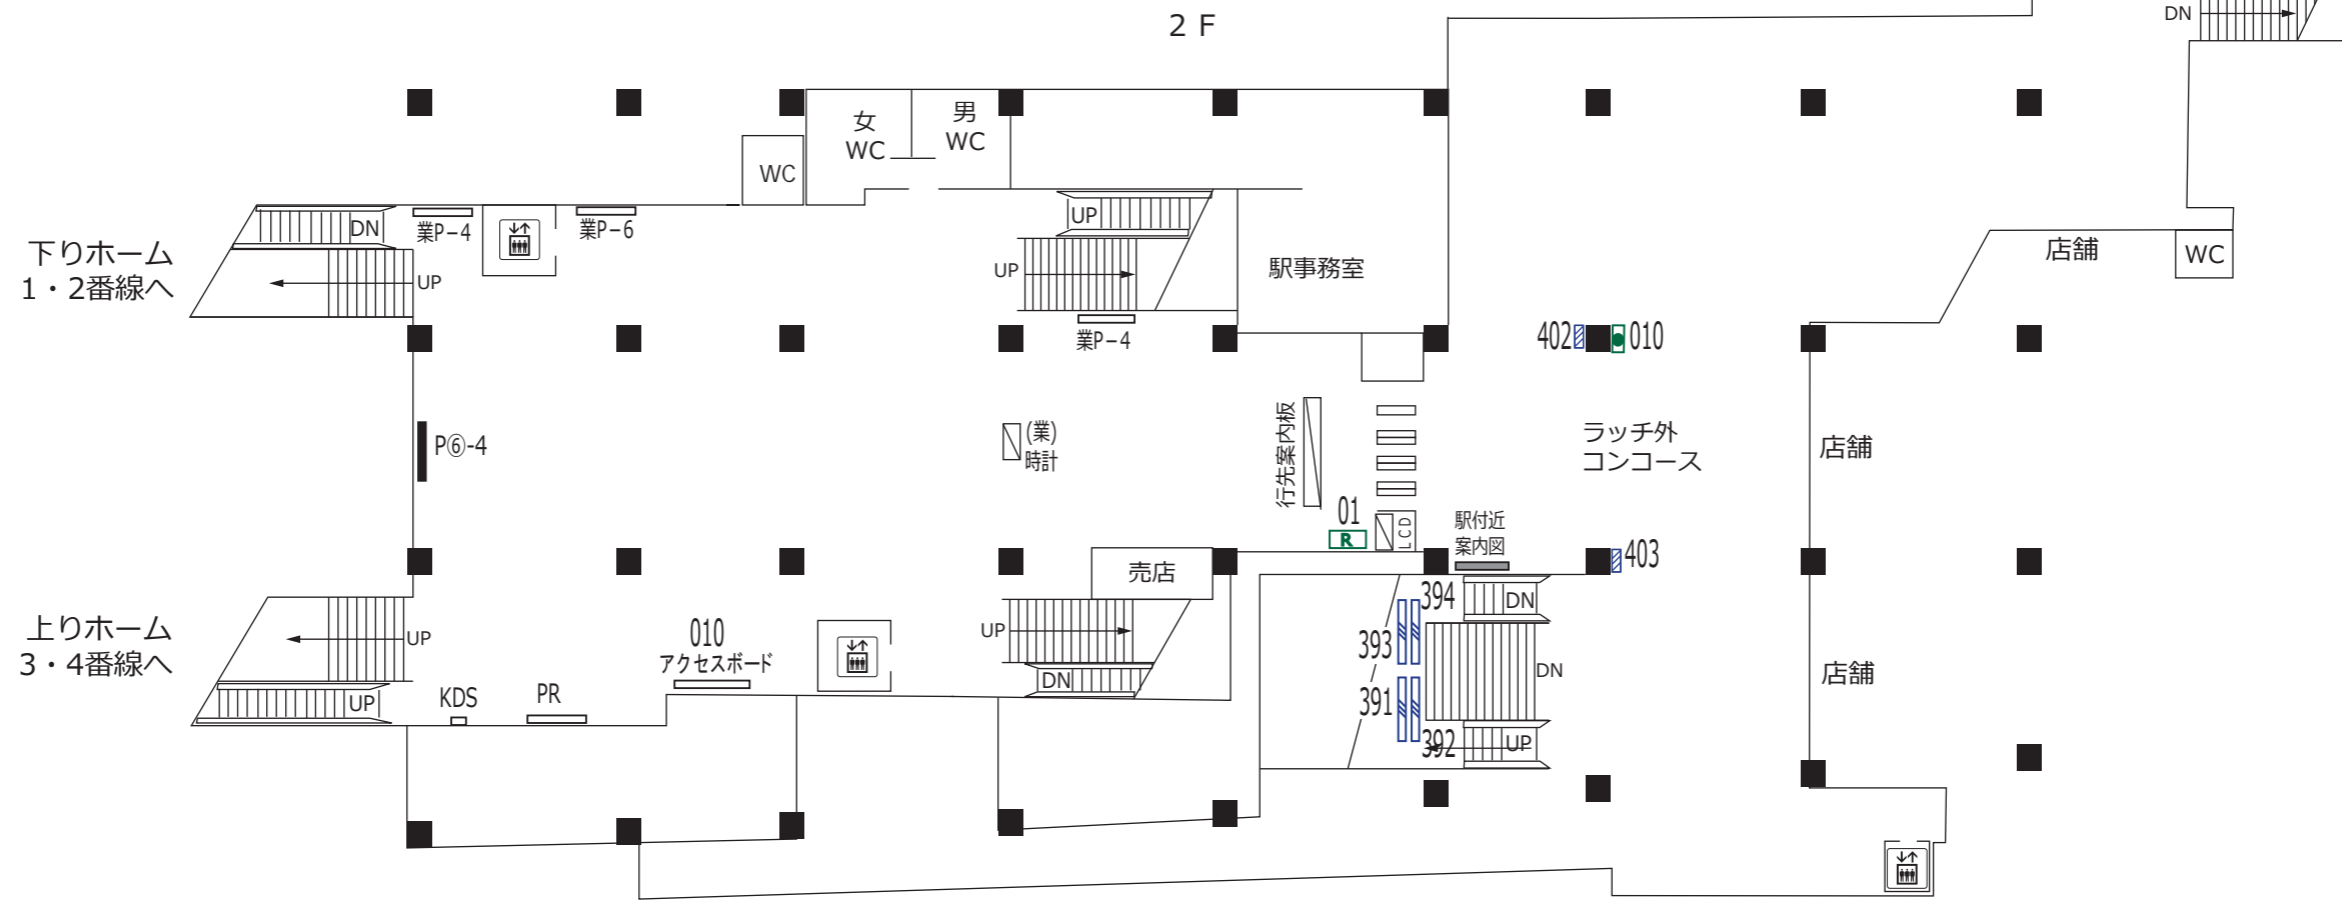 ２Ｆ
DN
女
WC
男
WC
WC
DN
業P-4
業P-6
UP
下りホーム
1・2番線へ
UP
UP
業P-4
駅事務室
店舗
WC
402
010
P⑥-4
(業)
時計
行先案内板
ラッチ外
コンコース
店舗
01
R
LCD
駅付近
案内図
403
売店
394
DN
393
上りホーム
3・4番線へ
UP
010
アクセスボード
UP
DN
DN
店舗
391
UP
KDS
PR
392
UP